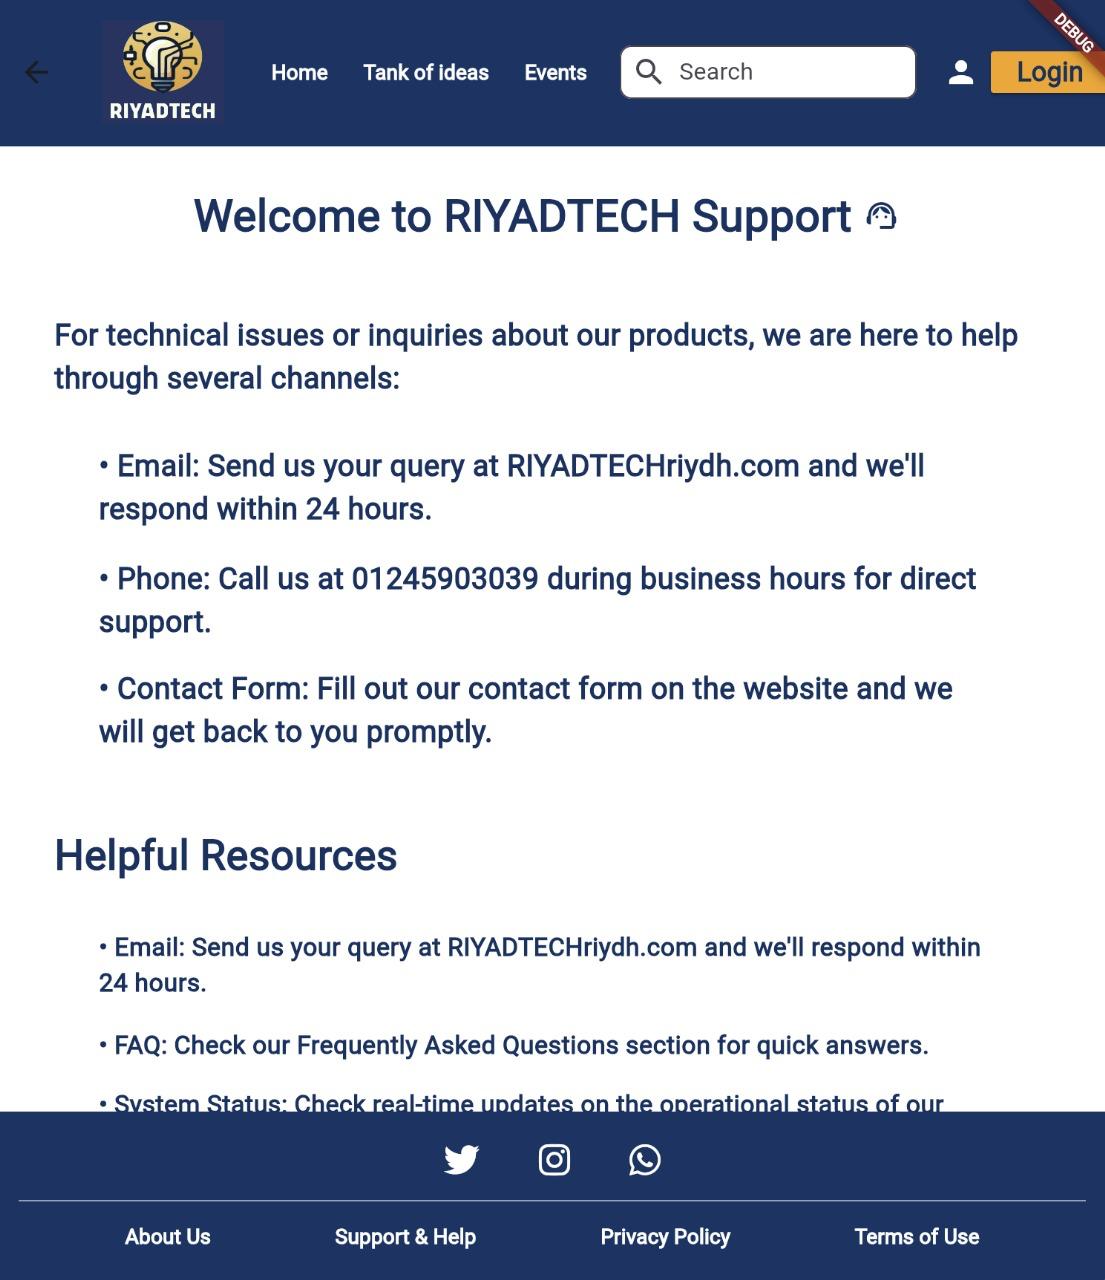 DEBUG
RIYADTECH
Home
Tank of ideas
Events
Search
Login
Welcome to RIYADTECH Support
For technical issues or inquiries about our products, we are here to help
through several channels:
• Email: Send us your query at RIYADTECHriydh.com and we'll
respond within 24 hours.
• Phone: Call us at 01245903039 during business hours for direct
support.
• Contact Form: Fill out our contact form on the website and we
will get back to you promptly.
Helpful Resources
• Email: Send us your query at RIYADTECHriydh.com and we'll respond within
24 hours.
• FAQ: Check our Frequently Asked Questions section for quick answers.
• System Status: Check real-time updates on the operational status of our
About Us
Support & Help
Privacy Policy
Terms of Use